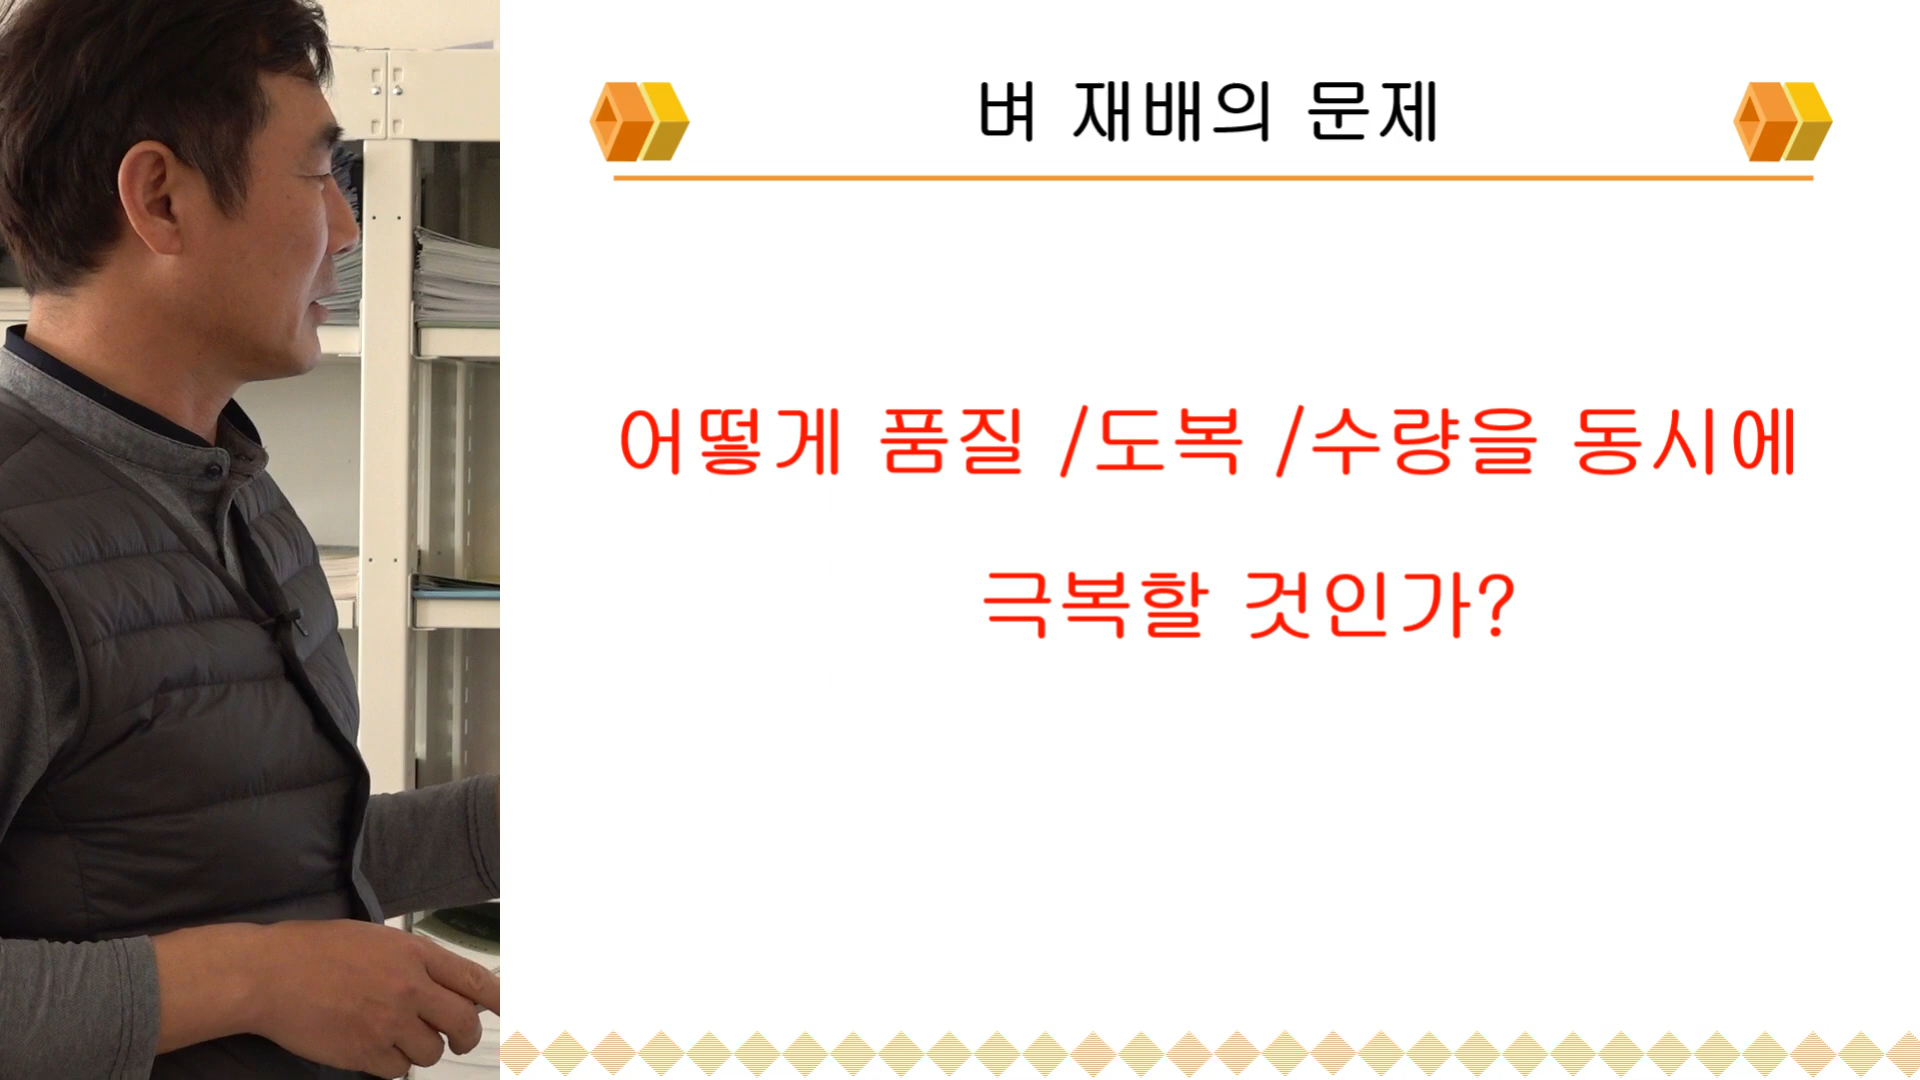 벼 재배의 문제
어떻게 품질 /도복 /수량을 동시에
극복할 것인가?